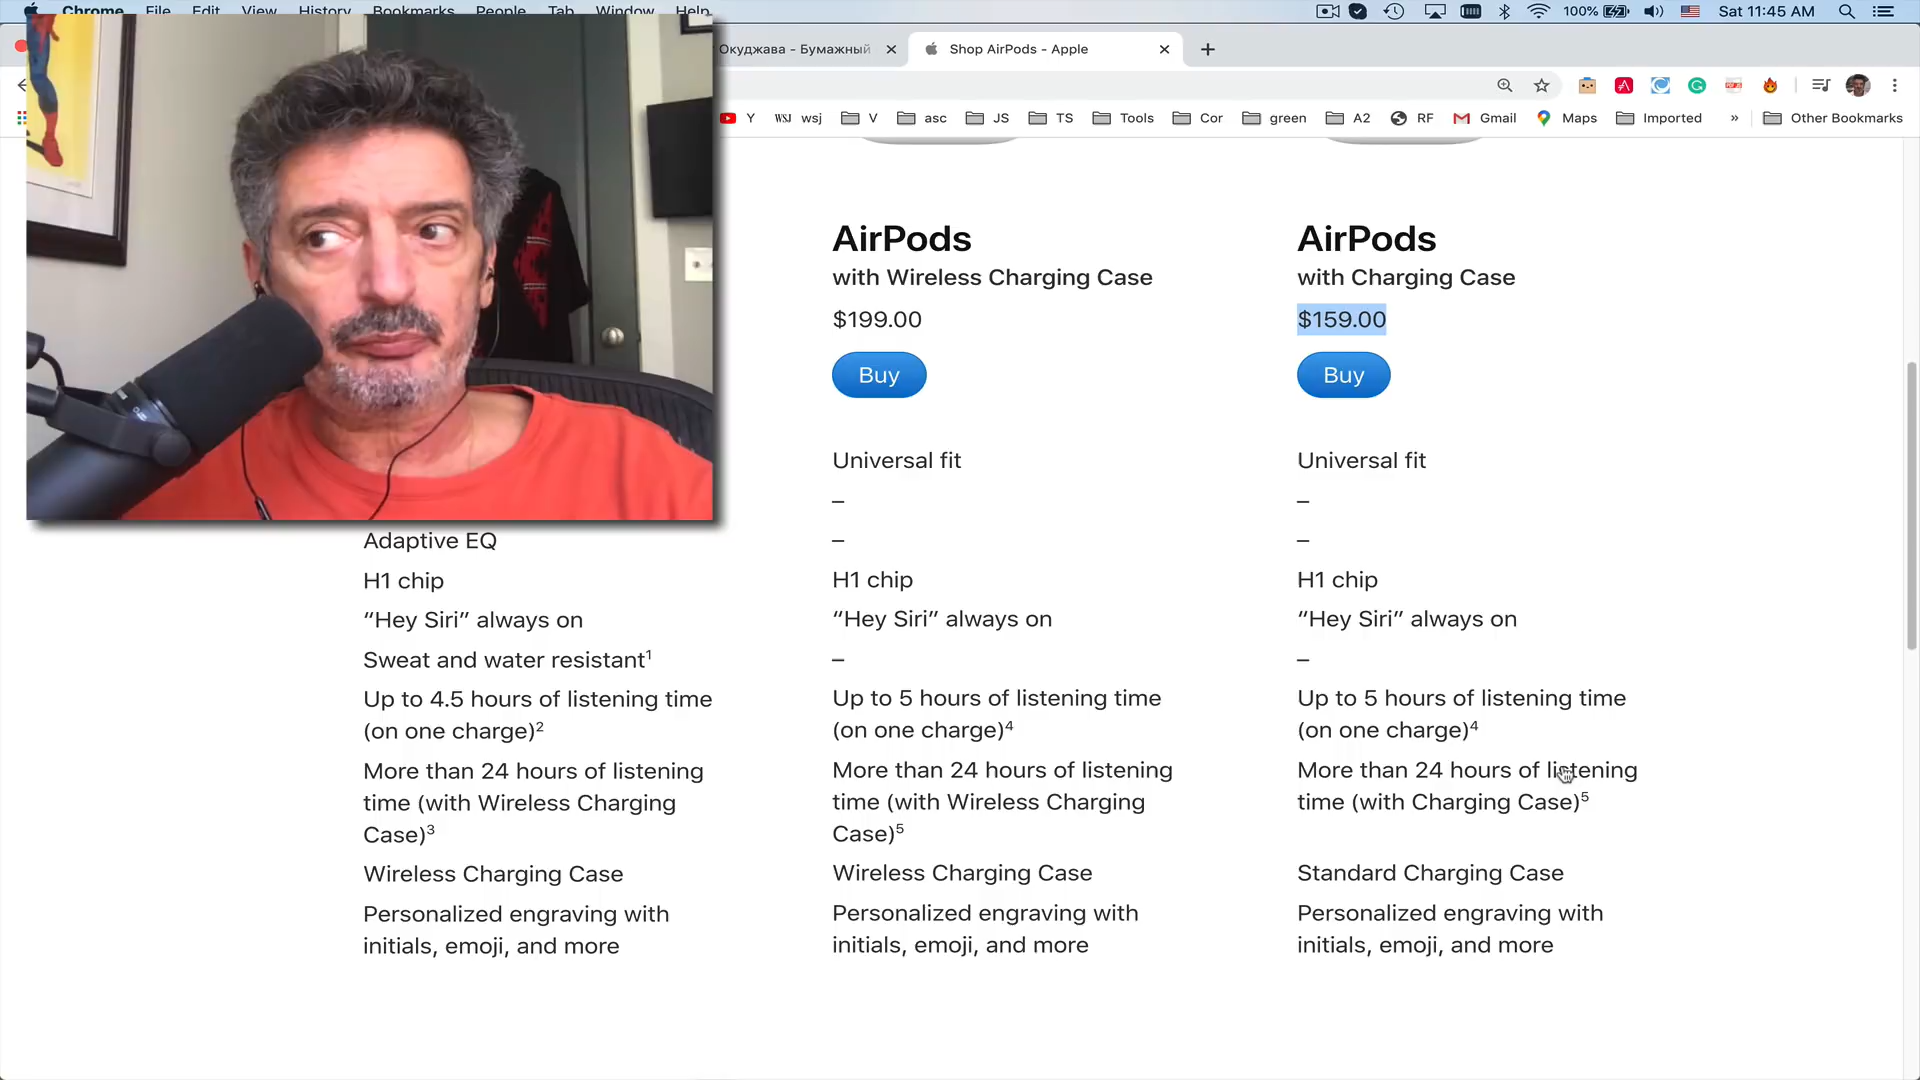 Chrome File Edit View History Bookmarks People Tab Window Help 100% Sat 11:45 AM
Окуджава - Бумажный
Shop AirPods - Apple
Y wsj V asc JS TS Tools Cor green A2 RF Gmail Maps Imported » Other Bookmarks
AirPods
with Wireless Charging Case
$199.00
Buy
Universal fit
–
–
H1 chip
“Hey Siri” always on
–
Up to 5 hours of listening time
(on one charge)⁴
More than 24 hours of listening
time (with Wireless Charging
Case)⁵
Wireless Charging Case
Personalized engraving with
initials, emoji, and more
AirPods
with Charging Case
$159.00
Buy
Universal fit
–
–
H1 chip
“Hey Siri” always on
–
Up to 5 hours of listening time
(on one charge)⁴
More than 24 hours of listening
time (with Charging Case)⁵
Standard Charging Case
Personalized engraving with
initials, emoji, and more
Adaptive EQ
H1 chip
“Hey Siri” always on
Sweat and water resistant¹
Up to 4.5 hours of listening time
(on one charge)²
More than 24 hours of listening
time (with Wireless Charging
Case)³
Wireless Charging Case
Personalized engraving with
initials, emoji, and more